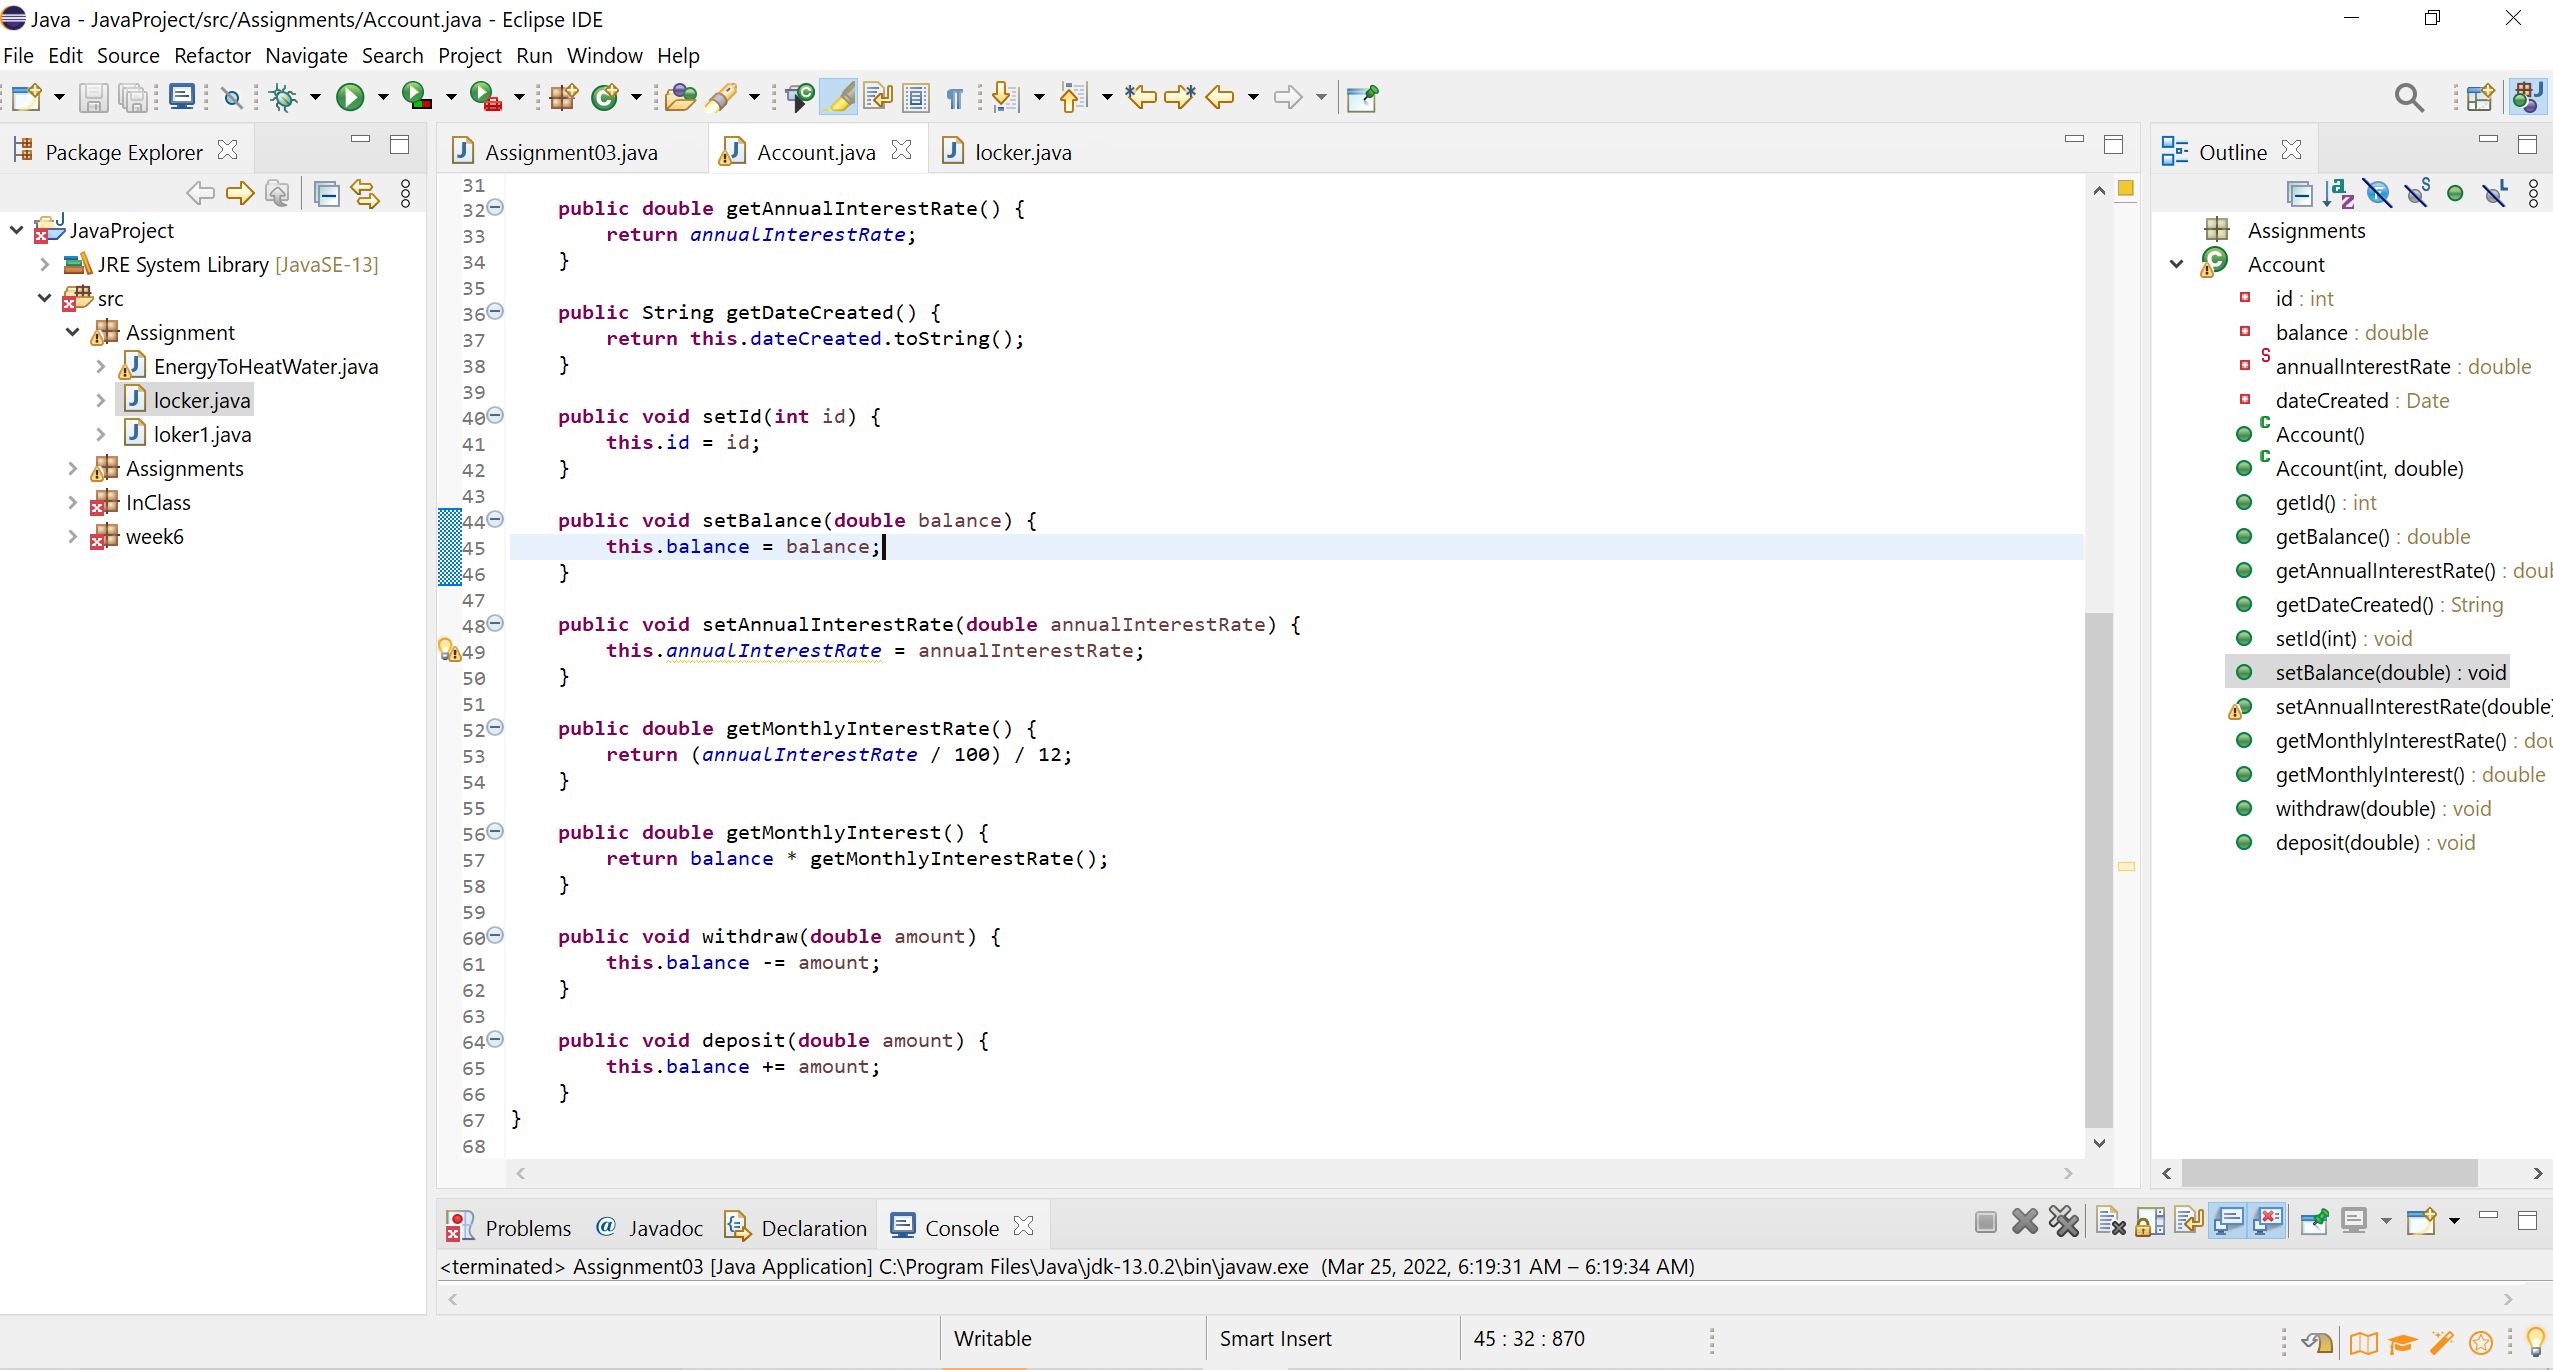 Java - JavaProject/src/Assignments/Account.java - Eclipse IDE
File Edit Source Refactor Navigate Search Project Run Window Help
Package Explorer
JavaProject
JRE System Library [JavaSE-13]
src
Assignment
EnergyToHeatWater.java
locker.java
loker1.java
Assignments
InClass
week6
Assignment03.java Account.java locker.java
31
32 public double getAnnualInterestRate() {
33 return annualInterestRate;
34 }
35
36 public String getDateCreated() {
37 return this.dateCreated.toString();
38 }
39
40 public void setId(int id) {
41 this.id = id;
42 }
43
44 public void setBalance(double balance) {
45 this.balance = balance;
46 }
47
48 public void setAnnualInterestRate(double annualInterestRate) {
49 this.annualInterestRate = annualInterestRate;
50 }
51
52 public double getMonthlyInterestRate() {
53 return (annualInterestRate / 100) / 12;
54 }
55
56 public double getMonthlyInterest() {
57 return balance * getMonthlyInterestRate();
58 }
59
60 public void withdraw(double amount) {
61 this.balance -= amount;
62 }
63
64 public void deposit(double amount) {
65 this.balance += amount;
66 }
67 }
68
Outline
Assignments
Account
id : int
balance : double
annualInterestRate : double
dateCreated : Date
Account()
Account(int, double)
getId() : int
getBalance() : double
getAnnualInterestRate() : doub
getDateCreated() : String
setId(int) : void
setBalance(double) : void
setAnnualInterestRate(double)
getMonthlyInterestRate() : dou
getMonthlyInterest() : double
withdraw(double) : void
deposit(double) : void
Problems @ Javadoc Declaration Console
<terminated> Assignment03 [Java Application] C:\Program Files\Java\jdk-13.0.2\bin\javaw.exe (Mar 25, 2022, 6:19:31 AM – 6:19:34 AM)
Writable Smart Insert 45 : 32 : 870